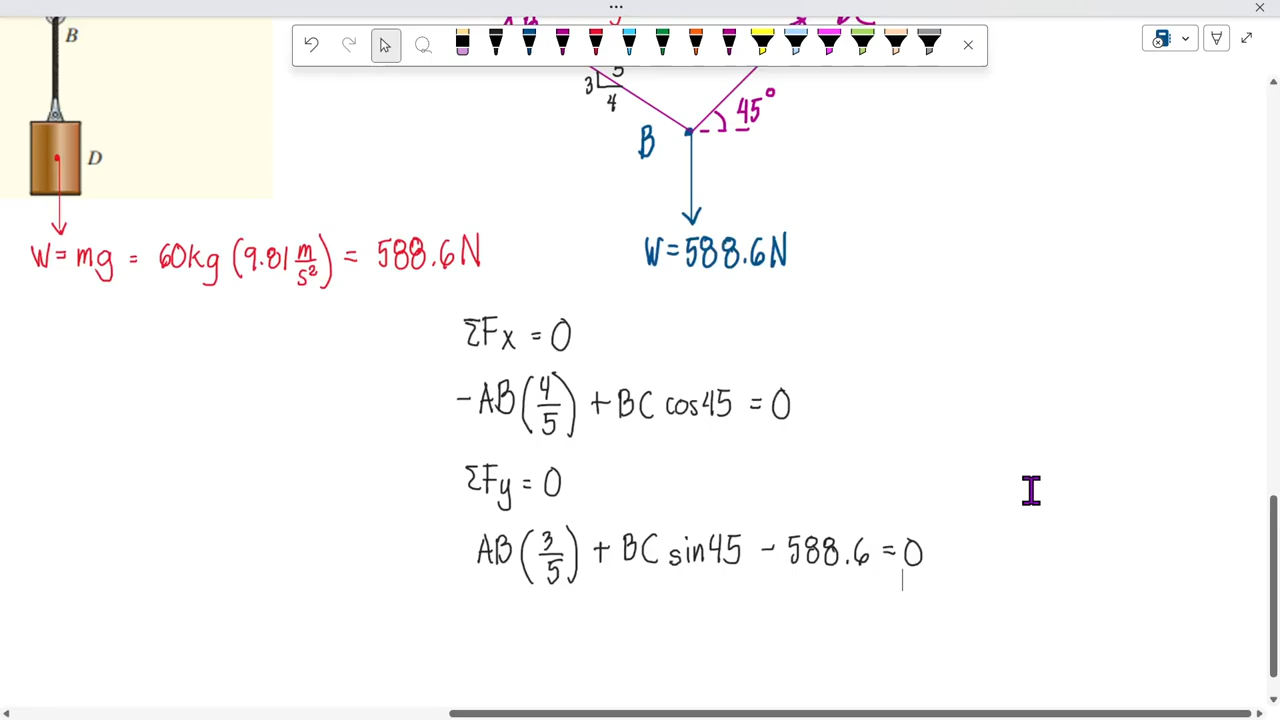 B
3 5
4
45°
B
D
W = mg = 60kg (9.81 m/s²) = 588.6N
W=588.6N
ΣFx = 0
-AB(4/5) + BC cos45 = 0
ΣFy = 0
AB(3/5) + BC sin45 - 588.6 = 0